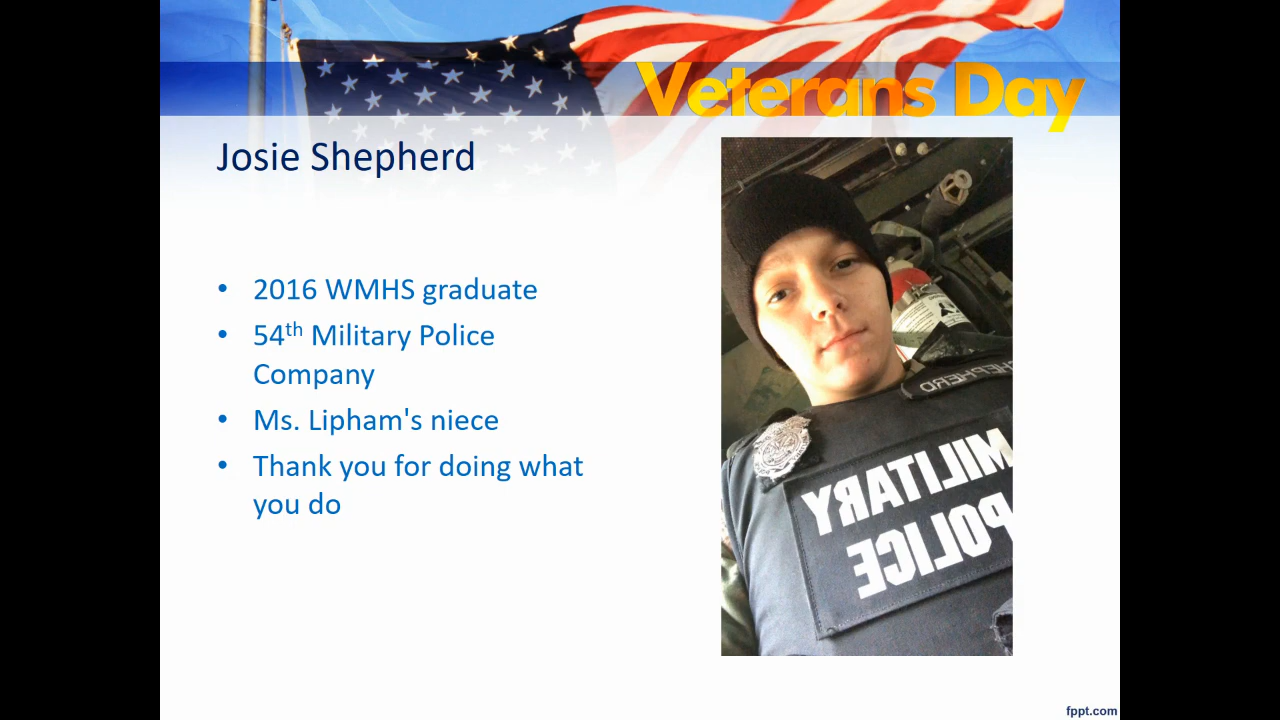 Veterans Day
Josie Shepherd
• 2016 WMHS graduate
• 54th Military Police
Company
• Ms. Lipham's niece
• Thank you for doing what
you do
SHEPHERD
MILITARY
POLICE
fppt.com